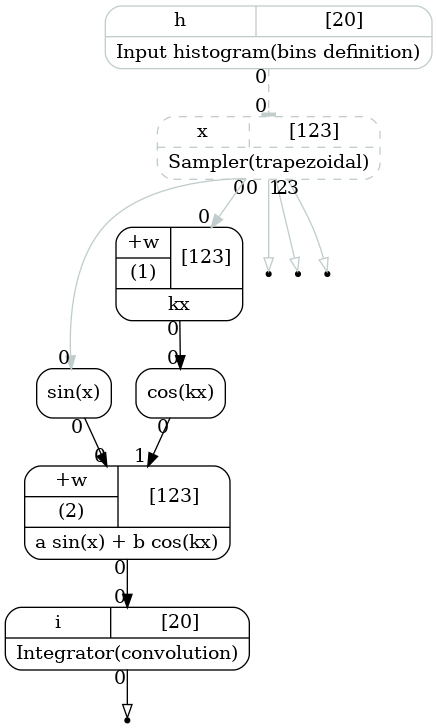 h [20]
Input histogram(bins definition)
0
0
x [123]
Sampler(trapezoidal)
0 0 1 2 3
0
+w [123]
(1)
kx
0
0 0
sin(x) cos(kx)
0 0
0 1
+w [123]
(2)
a sin(x) + b cos(kx)
0
0
i [20]
Integrator(convolution)
0